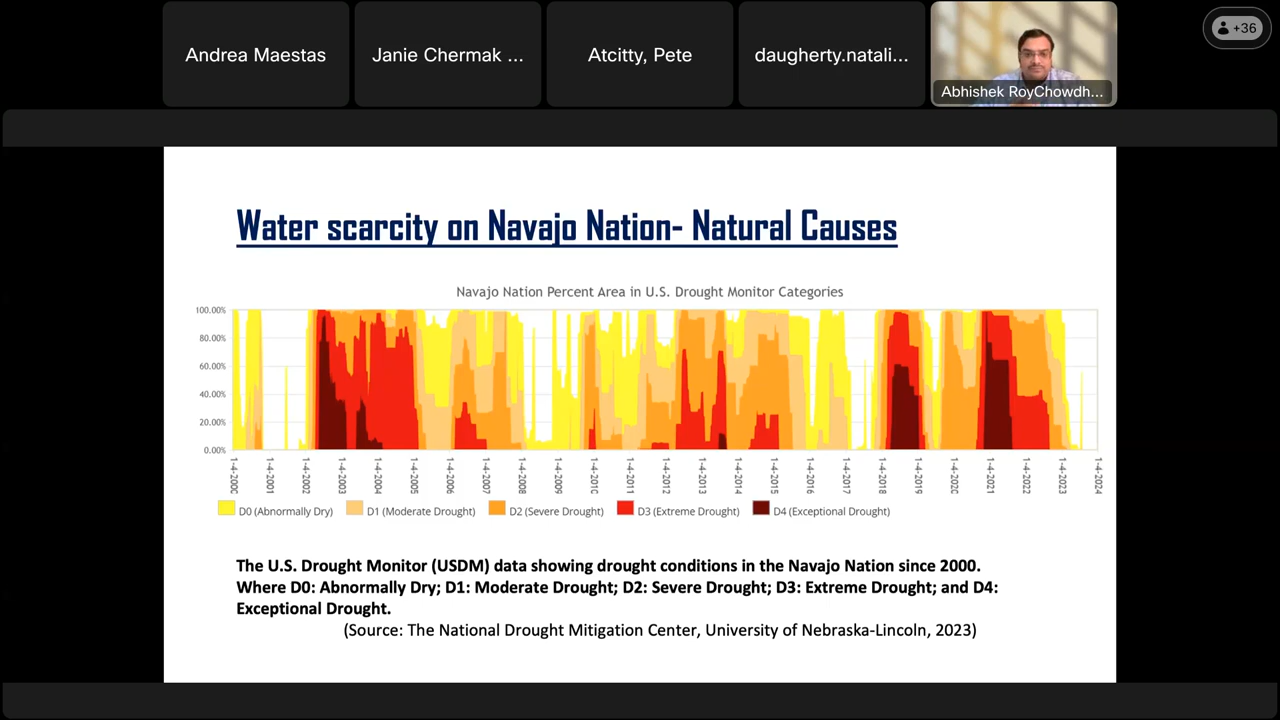 Andrea Maestas
Janie Chermak ...
Atcitty, Pete
daugherty.natali...
Abhishek RoyChowdh...
+36
Water scarcity on Navajo Nation- Natural Causes
Navajo Nation Percent Area in U.S. Drought Monitor Categories
100.00%
80.00%
60.00%
40.00%
20.00%
0.00%
1-4-2000
1-4-2001
1-4-2002
1-4-2003
1-4-2004
1-4-2005
1-4-2006
1-4-2007
1-4-2008
1-4-2009
1-4-2010
1-4-2011
1-4-2012
1-4-2013
1-4-2014
1-4-2015
1-4-2016
1-4-2017
1-4-2018
1-4-2019
1-4-2020
1-4-2021
1-4-2022
1-4-2023
1-4-2024
D0 (Abnormally Dry)
D1 (Moderate Drought)
D2 (Severe Drought)
D3 (Extreme Drought)
D4 (Exceptional Drought)
The U.S. Drought Monitor (USDM) data showing drought conditions in the Navajo Nation since 2000.
Where D0: Abnormally Dry; D1: Moderate Drought; D2: Severe Drought; D3: Extreme Drought; and D4:
Exceptional Drought.
(Source: The National Drought Mitigation Center, University of Nebraska-Lincoln, 2023)